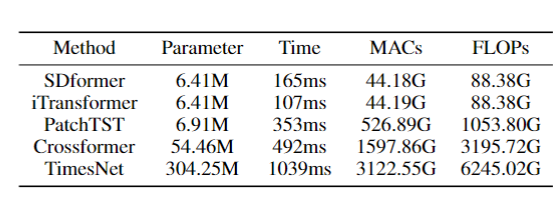 Method Parameter Time MACs FLOPs
SDformer 6.41M 165ms 44.18G 88.38G
iTransformer 6.41M 107ms 44.19G 88.38G
PatchTST 6.91M 353ms 526.89G 1053.80G
Crossformer 54.46M 492ms 1597.86G 3195.72G
TimesNet 304.25M 1039ms 3122.55G 6245.02G